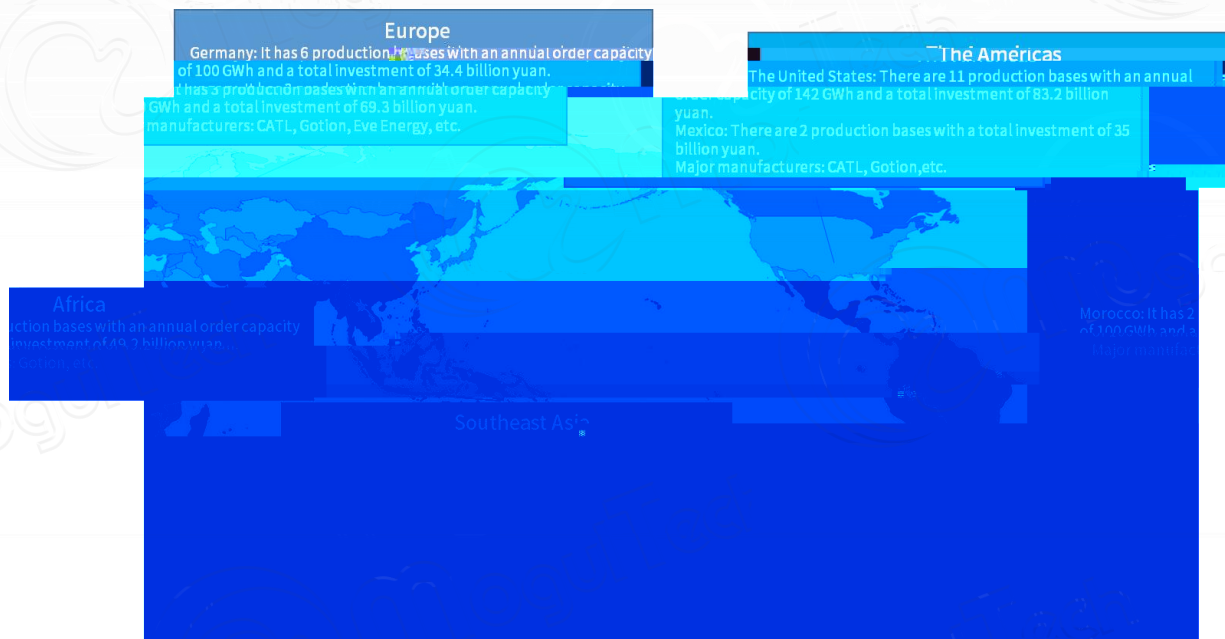 Europe
Germany: It has 6 production with an annual order capacity
of 100 GWh and a total investment of 34.4 billion yuan.
has 3 production bases with an annual order capacity
GWh and a total investment of 69.3 billion yuan.
manufacturers: CATL, Gotion, Eve Energy, etc.
The Americas
The United States: There are 11 production bases with an annual
order capacity of 142 GWh and a total investment of 83.2 billion
yuan.
Mexico: There are 2 production bases with a total investment of 35
billion yuan.
Major manufacturers: CATL, Gotion,etc.
Africa
bases with an annual order capacity
investment of 49.2 billion yuan.
Gotion, etc.
Morocco: It has 2
of 100 GWh and a
Major
Southeast Asia